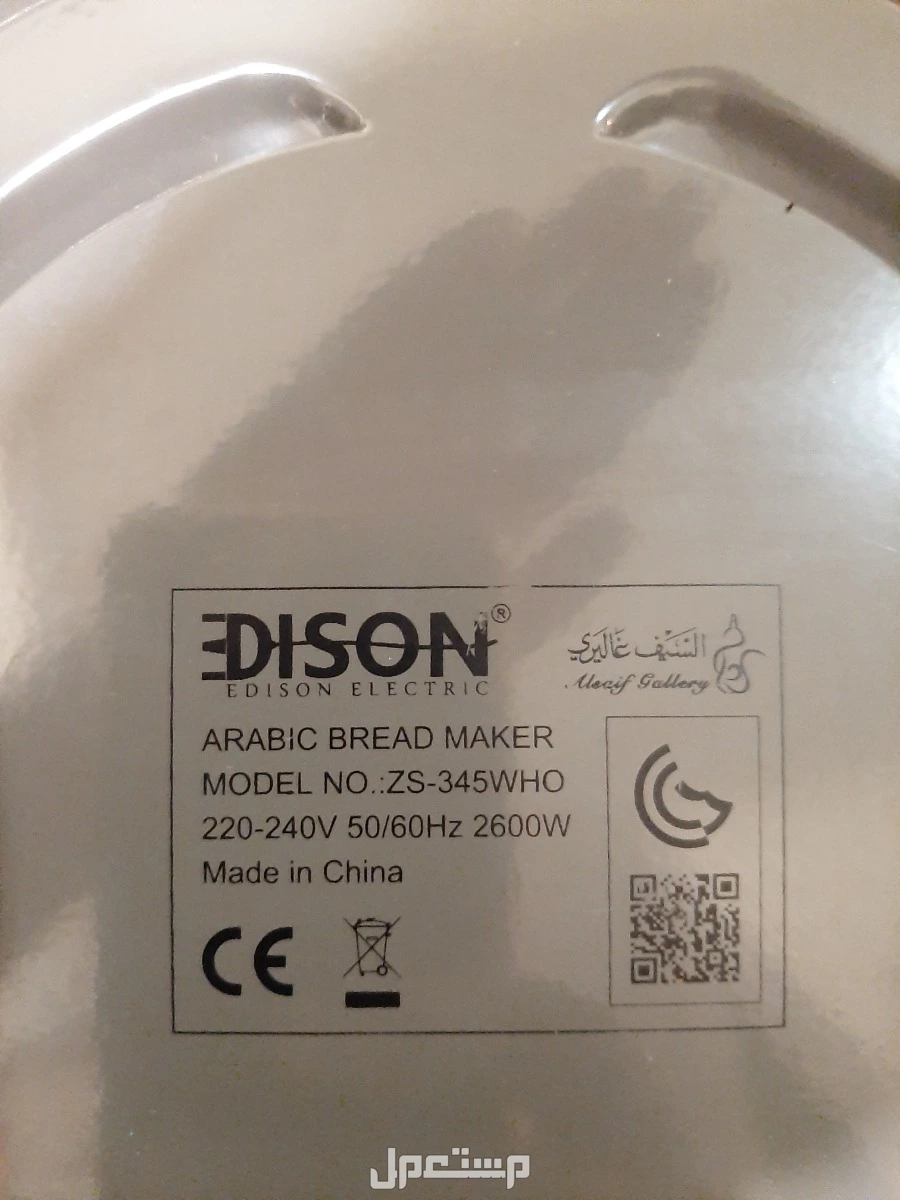 EDISON®
EDISON ELECTRIC
السيف غاليري
Alsaif Gallery
ARABIC BREAD MAKER
MODEL NO.:ZS-345WHO
220-240V 50/60Hz 2600W
Made in China
CE
مستعمل